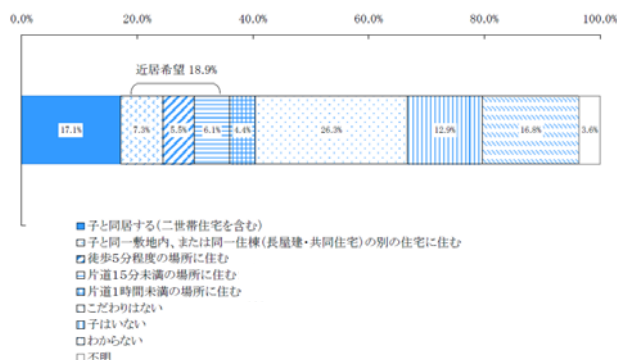 0.0% 20.0% 40.0% 60.0% 80.0% 100.0%
近居希望 18.9%
17.1% 7.3% 5.5% 6.1% 4.4% 26.3% 12.9% 16.8% 3.6%
子と同居する(二世帯住宅を含む)
子と同一敷地内、または同一住棟(長屋建・共同住宅)の別の住宅に住む
徒歩5分程度の場所に住む
片道15分未満の場所に住む
片道1時間未満の場所に住む
こだわりはない
子はいない
わからない
不明